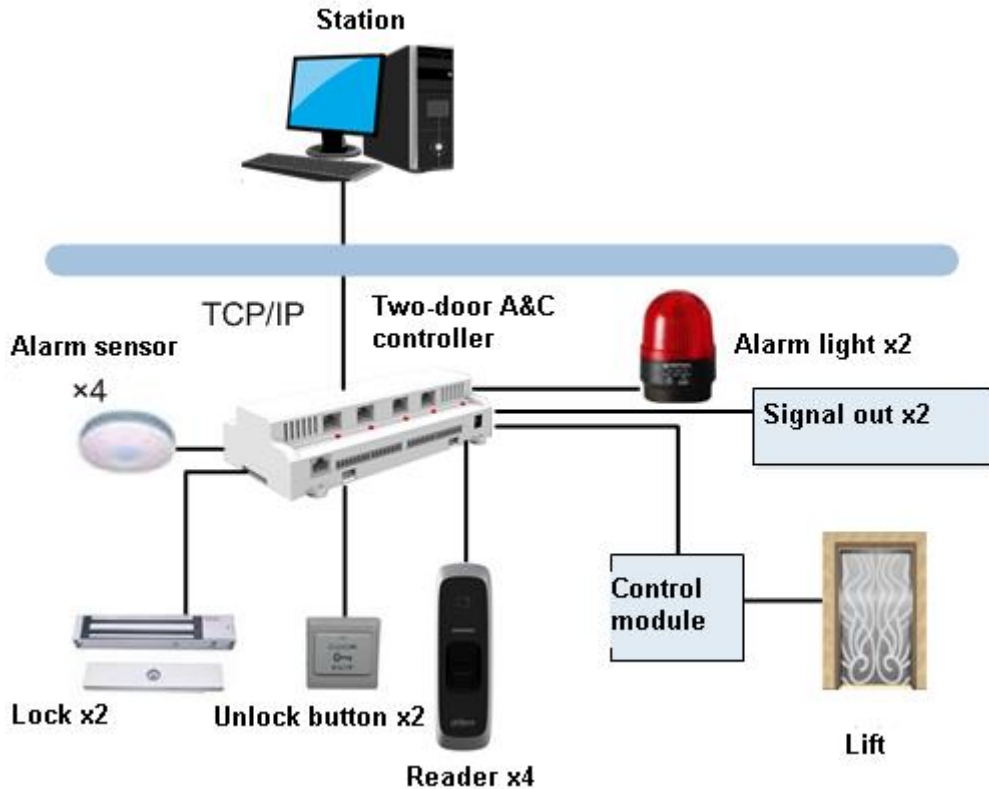 Station
TCP/IP
Two-door A&C
controller
Alarm sensor
×4
Alarm light x2
Signal out x2
Control
module
Lock x2
Unlock button x2
Reader x4
Lift